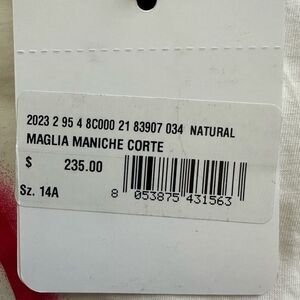 2023 2 95 4 8C000 21 83907 034 NATURAL
MAGLIA MANICHE CORTE
$ 235.00
Sz. 14A
8 053875 431563